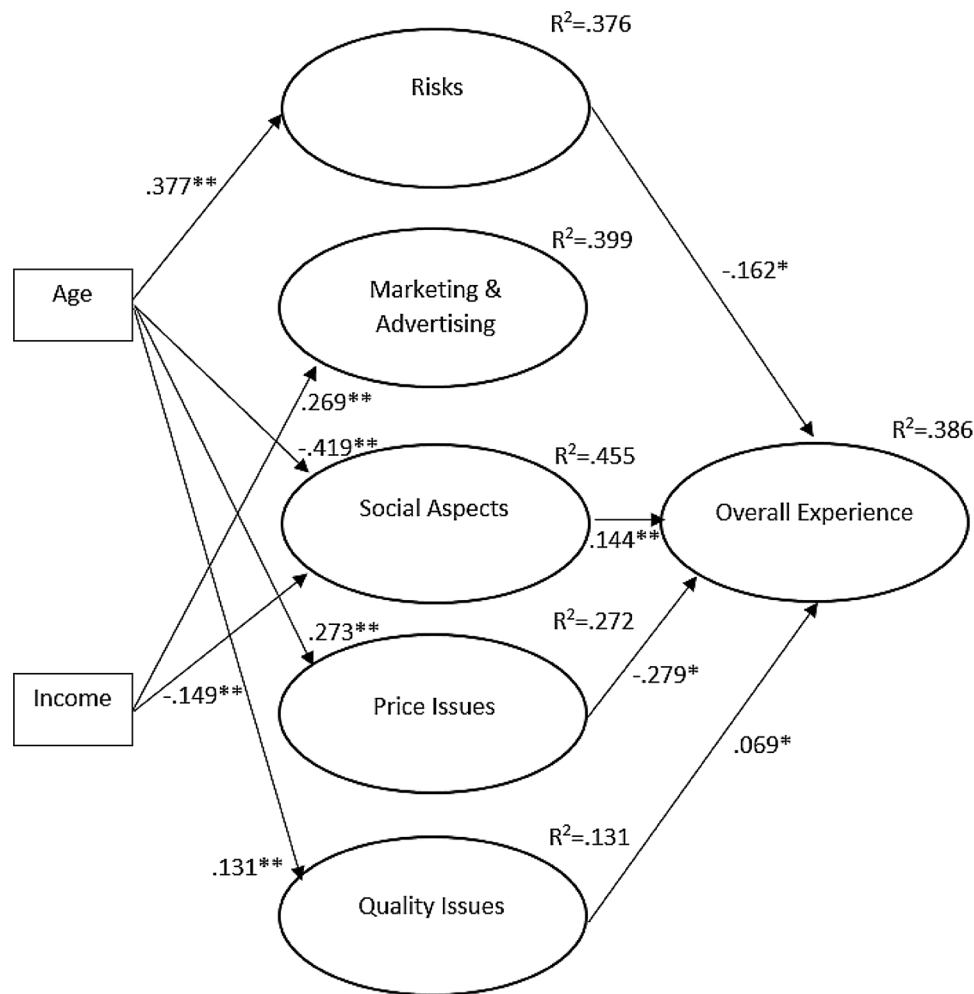 R²=.376
Risks
.377**
R²=.399
-.162*
Age
Marketing &
Advertising
.269**
R²=.386
-.419**
R²=.455
Social Aspects
Overall Experience
.144**
.273**
R²=.272
-.279*
Income
-.149**
Price Issues
.069*
R²=.131
.131**
Quality Issues